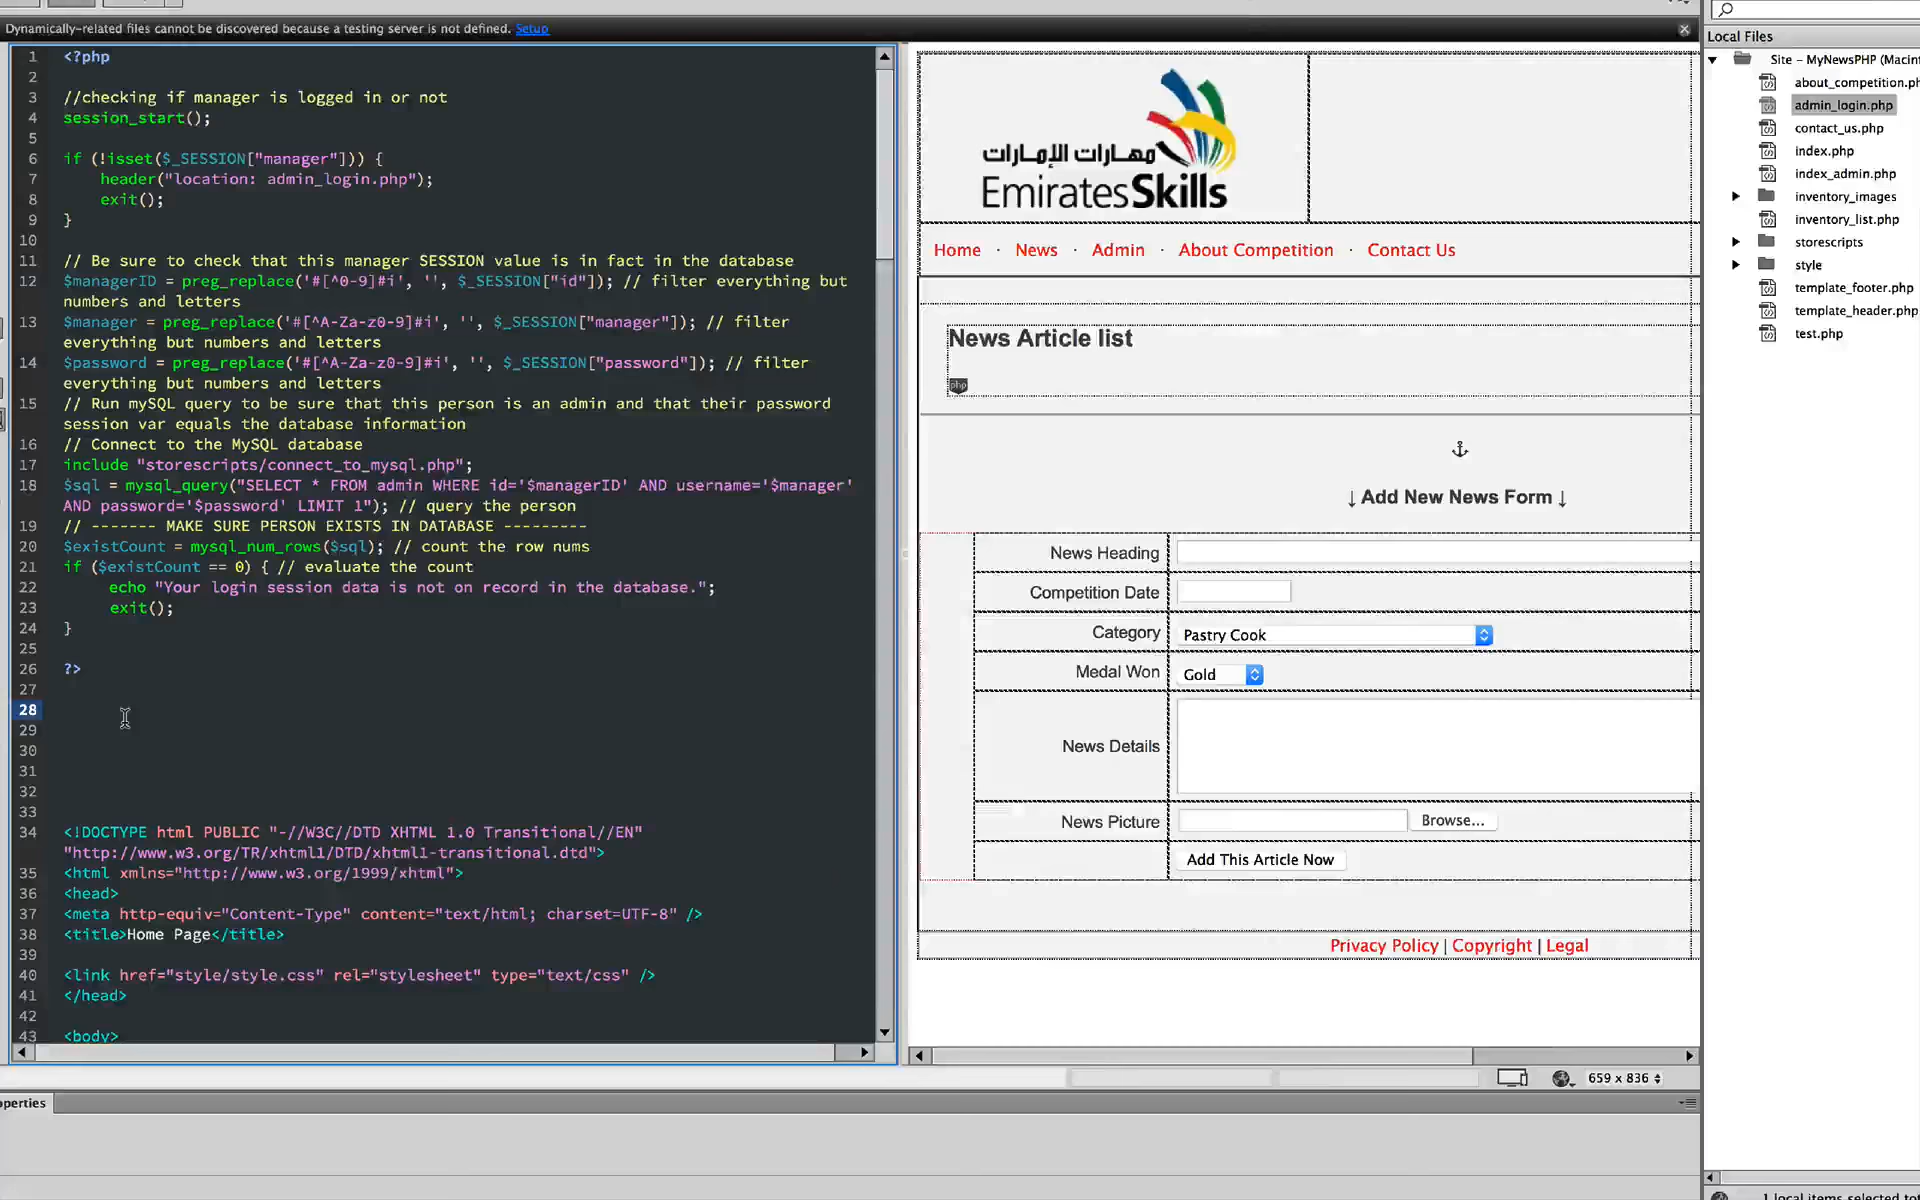 Dynamically-related files cannot be discovered because a testing server is not defined. Setup
1 <?php
2
3 //checking if manager is logged in or not
4 session_start();
5
6 if (!isset($_SESSION["manager"])) {
7 header("location: admin_login.php");
8 exit();
9 }
10
11 // Be sure to check that this manager SESSION value is in fact in the database
12 $managerID = preg_replace('#[^0-9]#i', '', $_SESSION["id"]); // filter everything but
numbers and letters
13 $manager = preg_replace('#[^A-Za-z0-9]#i', '', $_SESSION["manager"]); // filter
everything but numbers and letters
14 $password = preg_replace('#[^A-Za-z0-9]#i', '', $_SESSION["password"]); // filter
everything but numbers and letters
15 // Run mySQL query to be sure that this person is an admin and that their password
session var equals the database information
16 // Connect to the MySQL database
17 include "storescripts/connect_to_mysql.php";
18 $sql = mysql_query("SELECT * FROM admin WHERE id='$managerID' AND username='$manager'
AND password='$password' LIMIT 1"); // query the person
19 // ------- MAKE SURE PERSON EXISTS IN DATABASE ---------
20 $existCount = mysql_num_rows($sql); // count the row nums
21 if ($existCount == 0) { // evaluate the count
22 echo "Your login session data is not on record in the database.";
23 exit();
24 }
25
26 ?>
27
28
29
30
31
32
33
34 <!DOCTYPE html PUBLIC "-//W3C//DTD XHTML 1.0 Transitional//EN"
"http://www.w3.org/TR/xhtml1/DTD/xhtml1-transitional.dtd">
35 <html xmlns="http://www.w3.org/1999/xhtml">
36 <head>
37 <meta http-equiv="Content-Type" content="text/html; charset=UTF-8" />
38 <title>Home Page</title>
39
40 <link href="style/style.css" rel="stylesheet" type="text/css" />
41 </head>
42
43 <body>
مهارات الإمارات
EmiratesSkills
Home · News · Admin · About Competition · Contact Us
News Article list
php
↓ Add New News Form ↓
News Heading
Competition Date
Category Pastry Cook
Medal Won Gold
News Details
News Picture Browse...
Add This Article Now
Privacy Policy | Copyright | Legal
659 x 836
operties
Local Files
Site – MyNewsPHP (Macint
about_competition.ph
admin_login.php
contact_us.php
index.php
index_admin.php
inventory_images
inventory_list.php
storescripts
style
template_footer.php
template_header.php
test.php
1 local items selected tot